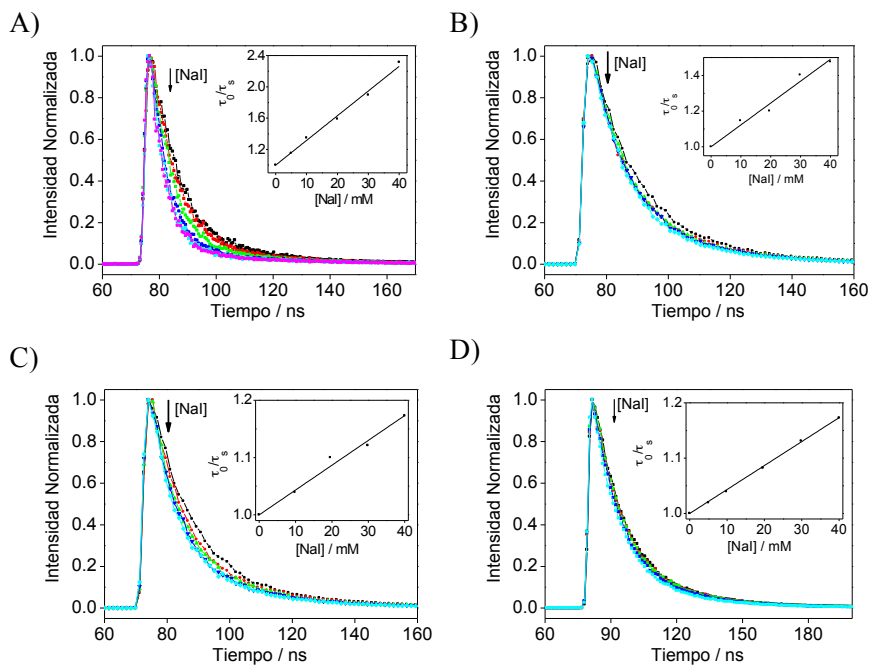 A)
Intensidad Normalizada
1.0
0.8
0.6
0.4
0.2
0.0
60 80 100 120 140 160
Tiempo / ns
[NaI]
τ0/τs
2.4
2.0
1.6
1.2
0 10 20 30 40
[NaI] / mM
B)
Intensidad Normalizada
1.0
0.8
0.6
0.4
0.2
0.0
60 80 100 120 140 160
Tiempo / ns
[NaI]
τ0/τs
1.4
1.2
1.0
0 10 20 30 40
[NaI] / mM
C)
Intensidad Normalizada
1.0
0.8
0.6
0.4
0.2
0.0
60 80 100 120 140 160
Tiempo / ns
[NaI]
τ0/τs
1.2
1.1
1.0
0 10 20 30 40
[NaI] / mM
D)
Intensidad Normalizada
1.0
0.8
0.6
0.4
0.2
0.0
60 90 120 150 180
Tiempo / ns
[NaI]
τ0/τs
1.2
1.1
1.0
0 10 20 30 40
[NaI] / mM